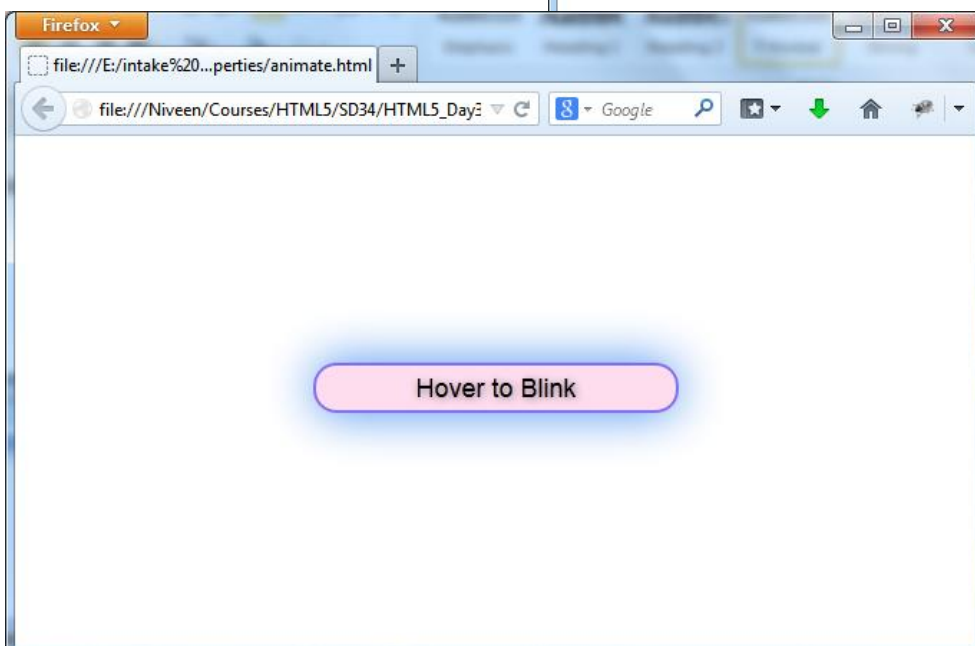 Firefox
file:///E:/intake%20...perties/animate.html
file:///Niveen/Courses/HTML5/SD34/HTML5_Day3
Google
Hover to Blink